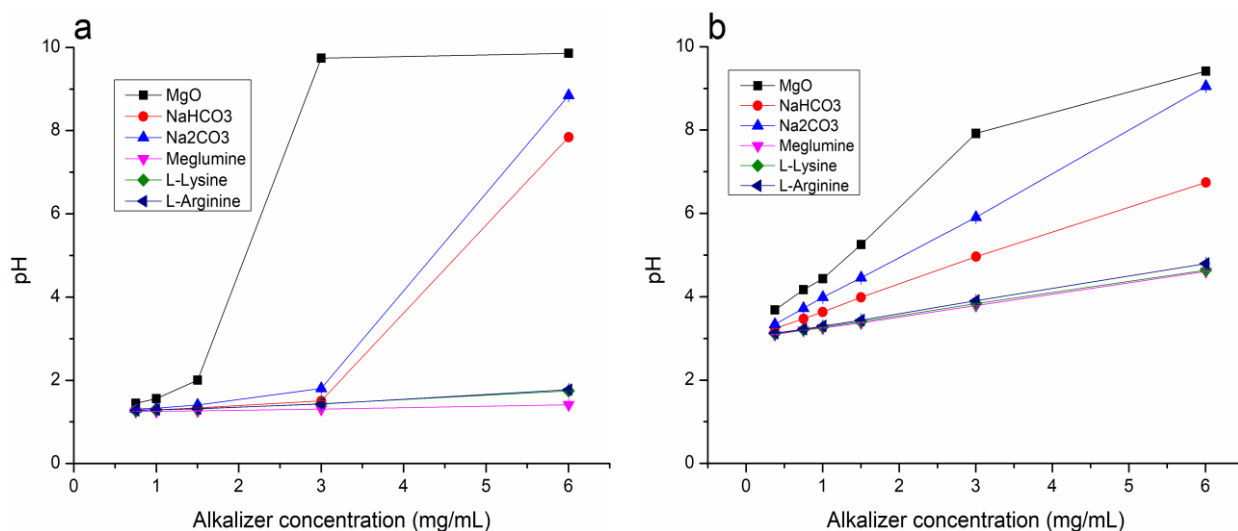 a
10
8
6
4
2
0
pH
MgO
NaHCO3
Na2CO3
Meglumine
L-Lysine
L-Arginine
0
1
2
3
4
5
6
Alkalizer concentration (mg/mL)
b
10
8
6
4
2
0
pH
MgO
NaHCO3
Na2CO3
Meglumine
L-Lysine
L-Arginine
0
1
2
3
4
5
6
Alkalizer concentration (mg/mL)